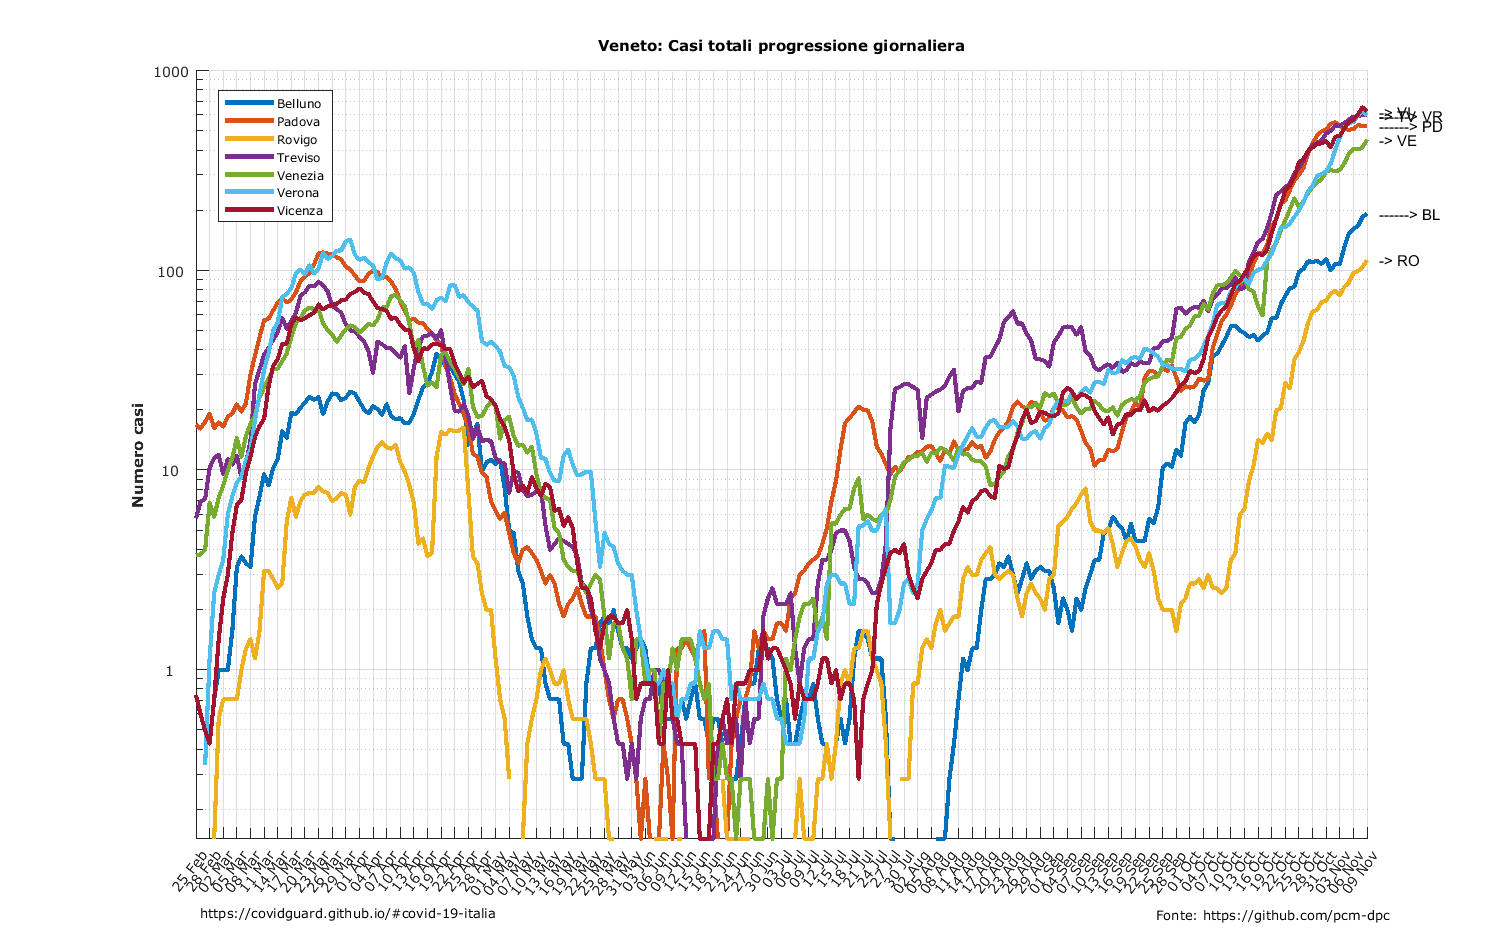 Veneto: Casi totali progressione giornaliera
1000
100
10
1
Numero casi
Belluno
Padova
Rovigo
Treviso
Venezia
Verona
Vicenza
------> PD
-> VE
------> BL
-> RO
25 Feb
28 Feb
02 Mar
05 Mar
08 Mar
11 Mar
14 Mar
17 Mar
20 Mar
23 Mar
26 Mar
29 Mar
01 Apr
04 Apr
07 Apr
10 Apr
13 Apr
16 Apr
19 Apr
22 Apr
25 Apr
28 Apr
01 May
04 May
07 May
10 May
13 May
16 May
19 May
22 May
25 May
28 May
31 May
03 Jun
06 Jun
09 Jun
12 Jun
15 Jun
18 Jun
21 Jun
24 Jun
27 Jun
30 Jun
03 Jul
06 Jul
09 Jul
12 Jul
15 Jul
18 Jul
21 Jul
24 Jul
27 Jul
30 Jul
02 Aug
05 Aug
08 Aug
11 Aug
14 Aug
17 Aug
20 Aug
23 Aug
26 Aug
29 Aug
01 Sep
04 Sep
07 Sep
10 Sep
13 Sep
16 Sep
19 Sep
22 Sep
25 Sep
28 Sep
01 Oct
04 Oct
07 Oct
10 Oct
13 Oct
16 Oct
19 Oct
22 Oct
25 Oct
28 Oct
31 Oct
03 Nov
06 Nov
09 Nov
https://covidguard.github.io/#covid-19-italia
Fonte: https://github.com/pcm-dpc